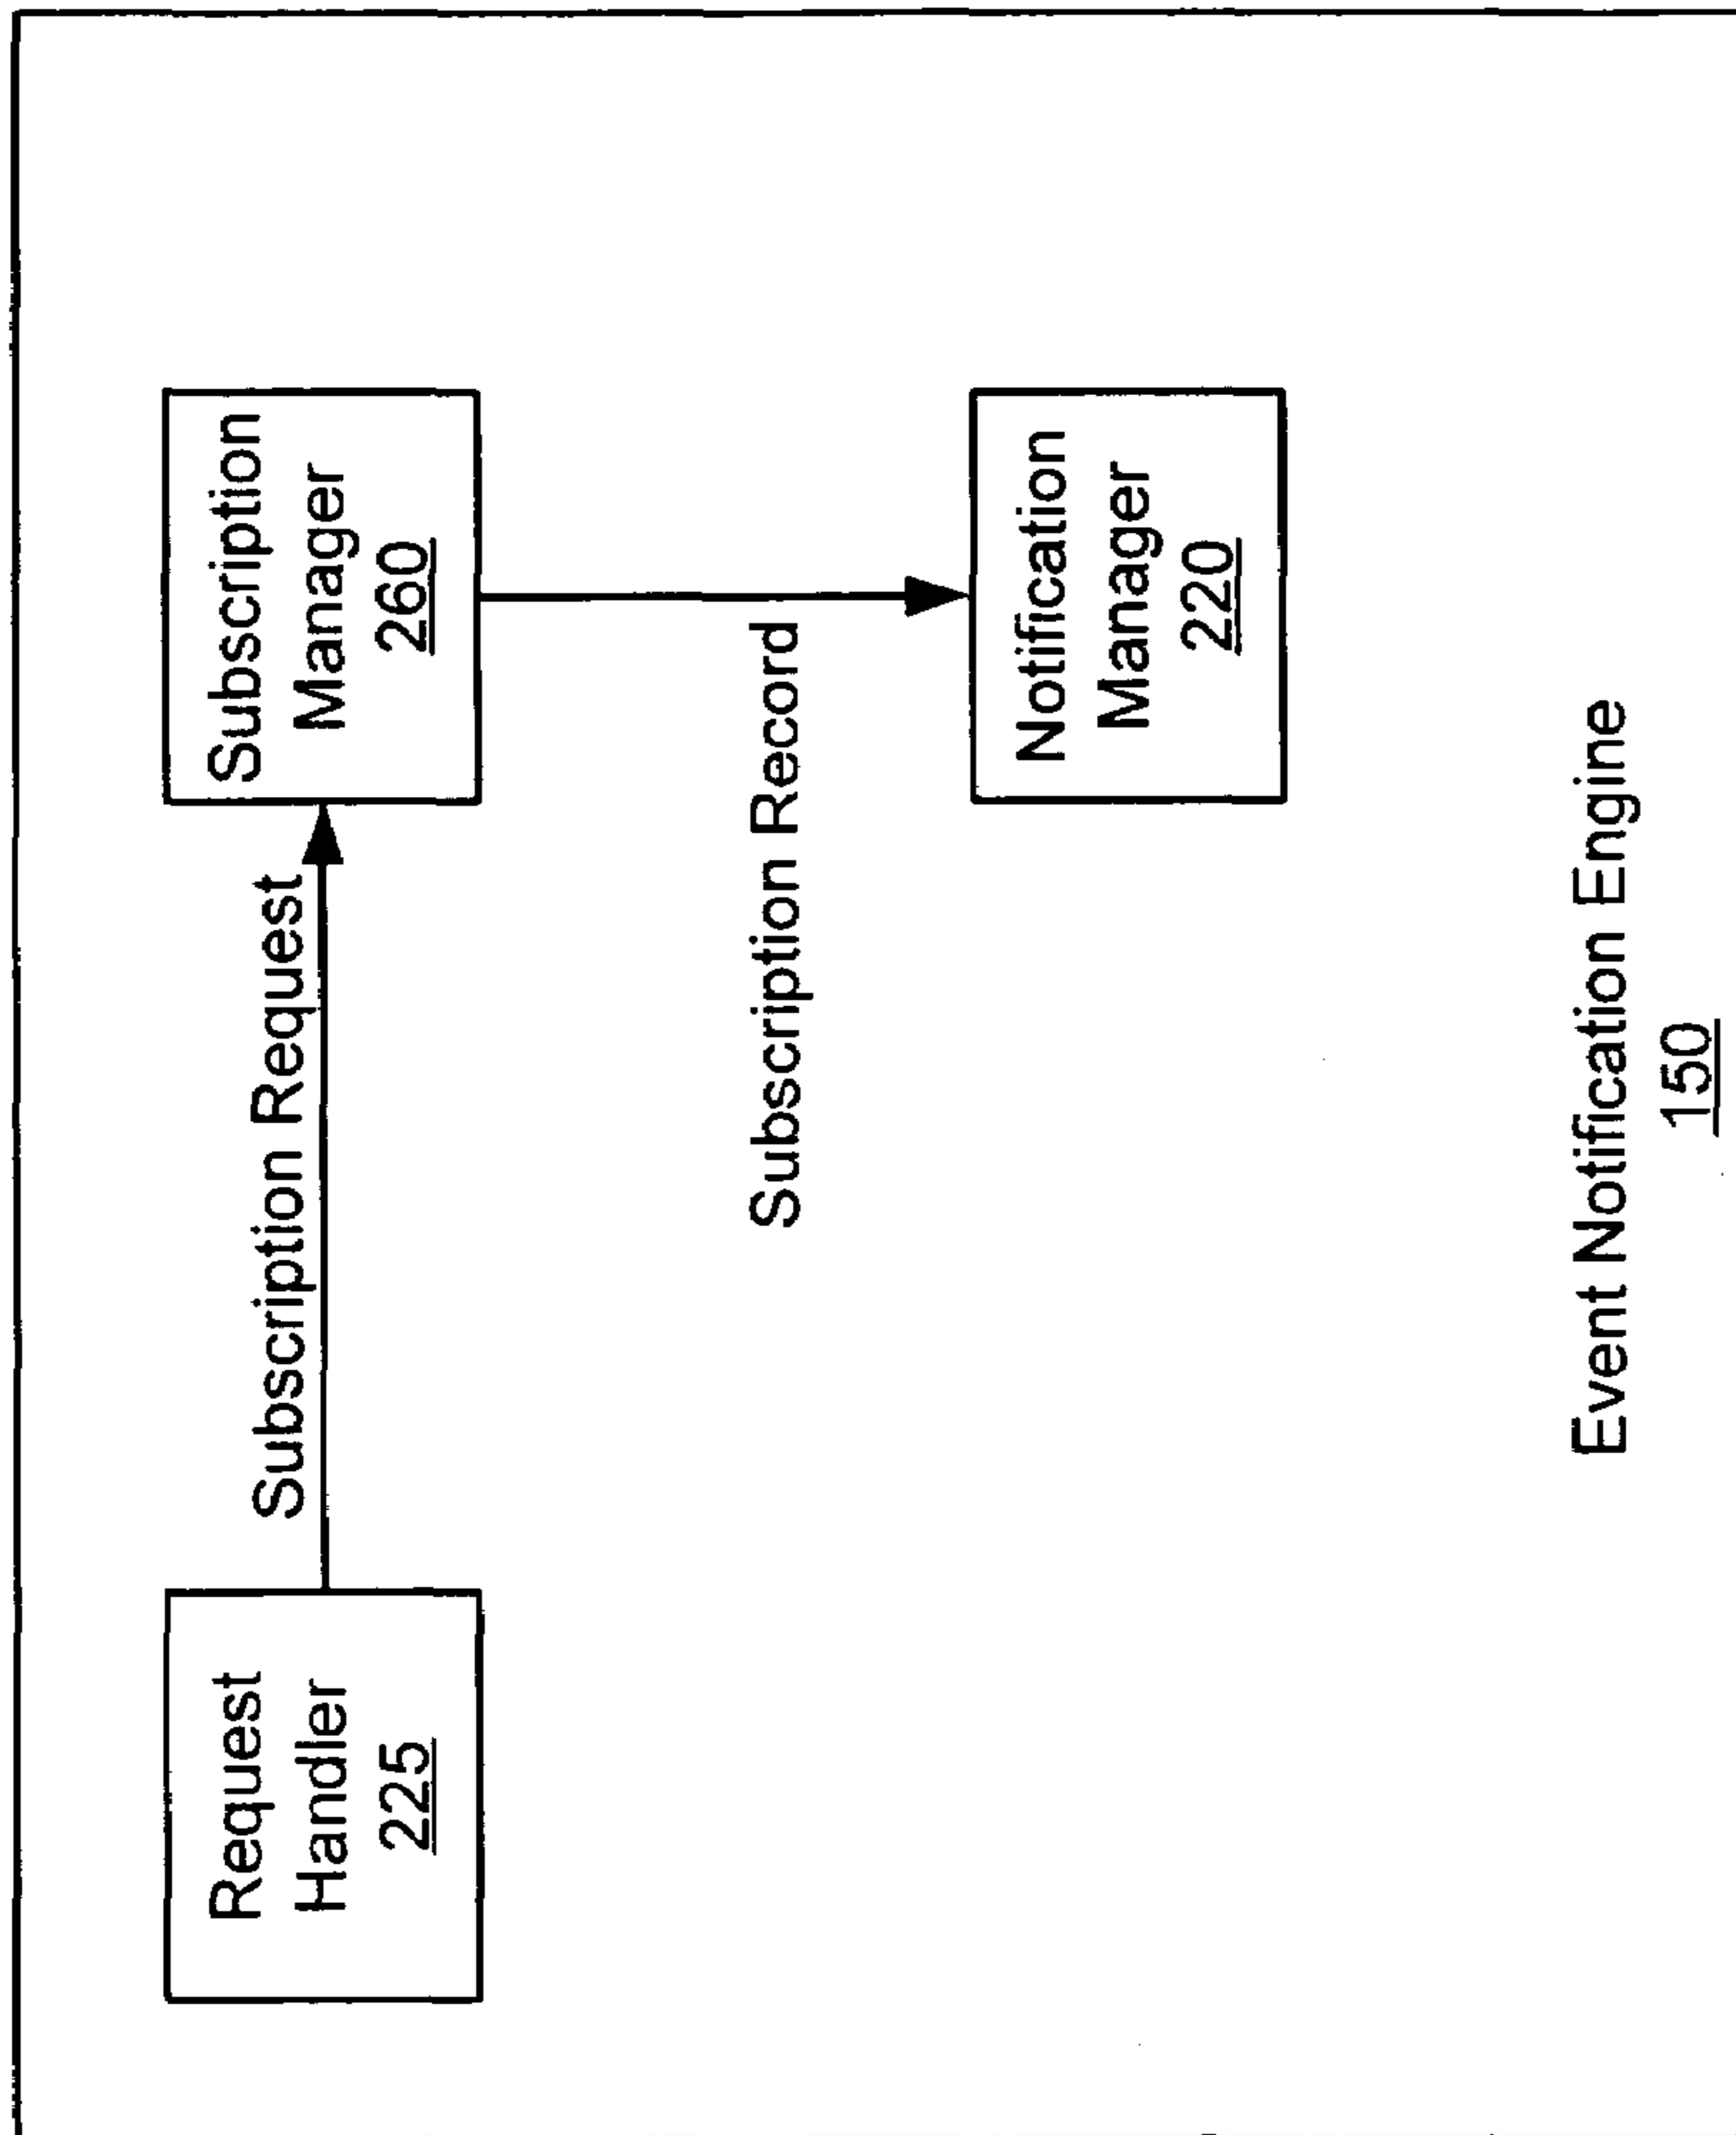 Request
Handler
225
Subscription Request
Subscription
Manager
260
Subscription Record
Notification
Manager
220
Event Notification Engine
150